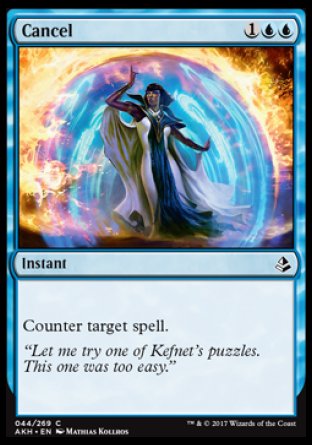 Cancel 1
Instant
Counter target spell.
“Let me try one of Kefnet’s puzzles.
This one was too easy.”
044/269 C
AKH • EN Mathias Kollros ™ & © 2017 Wizards of the Coast